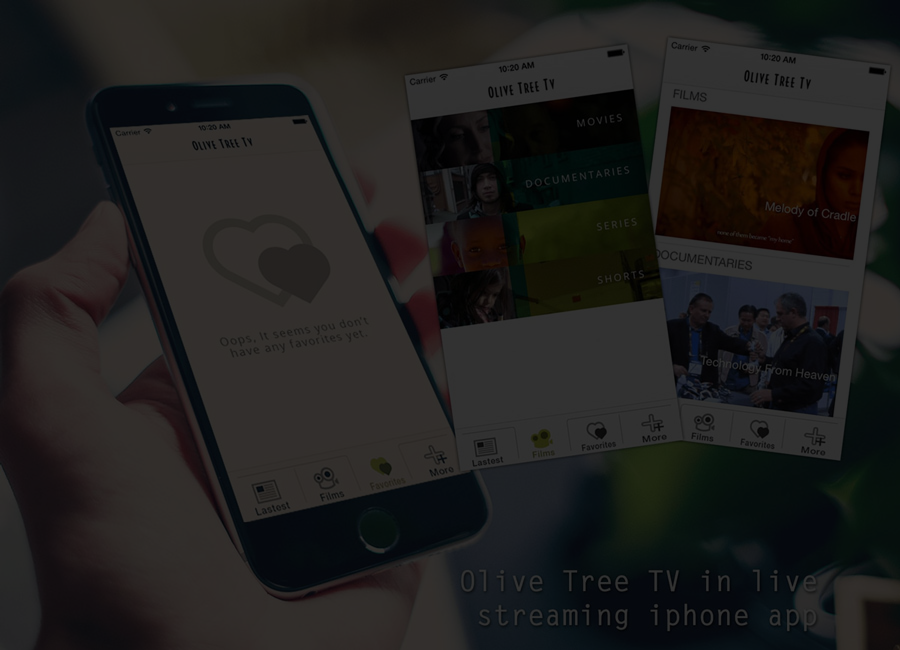 Carrier 10:20 AM
Olive Tree Tv
Oops, it seems you don't
have any favorites yet.
Lastest Films Favorites More
Carrier 10:20 AM
Olive Tree Tv
MOVIES
DOCUMENTARIES
SERIES
SHORTS
Lastest Films Favorites More
Carrier 10:20 AM
Olive Tree Tv
FILMS
Melody of Cradle
DOCUMENTARIES
Technology From Heaven
Films Favorites More
Olive Tree TV in live
streaming iphone app